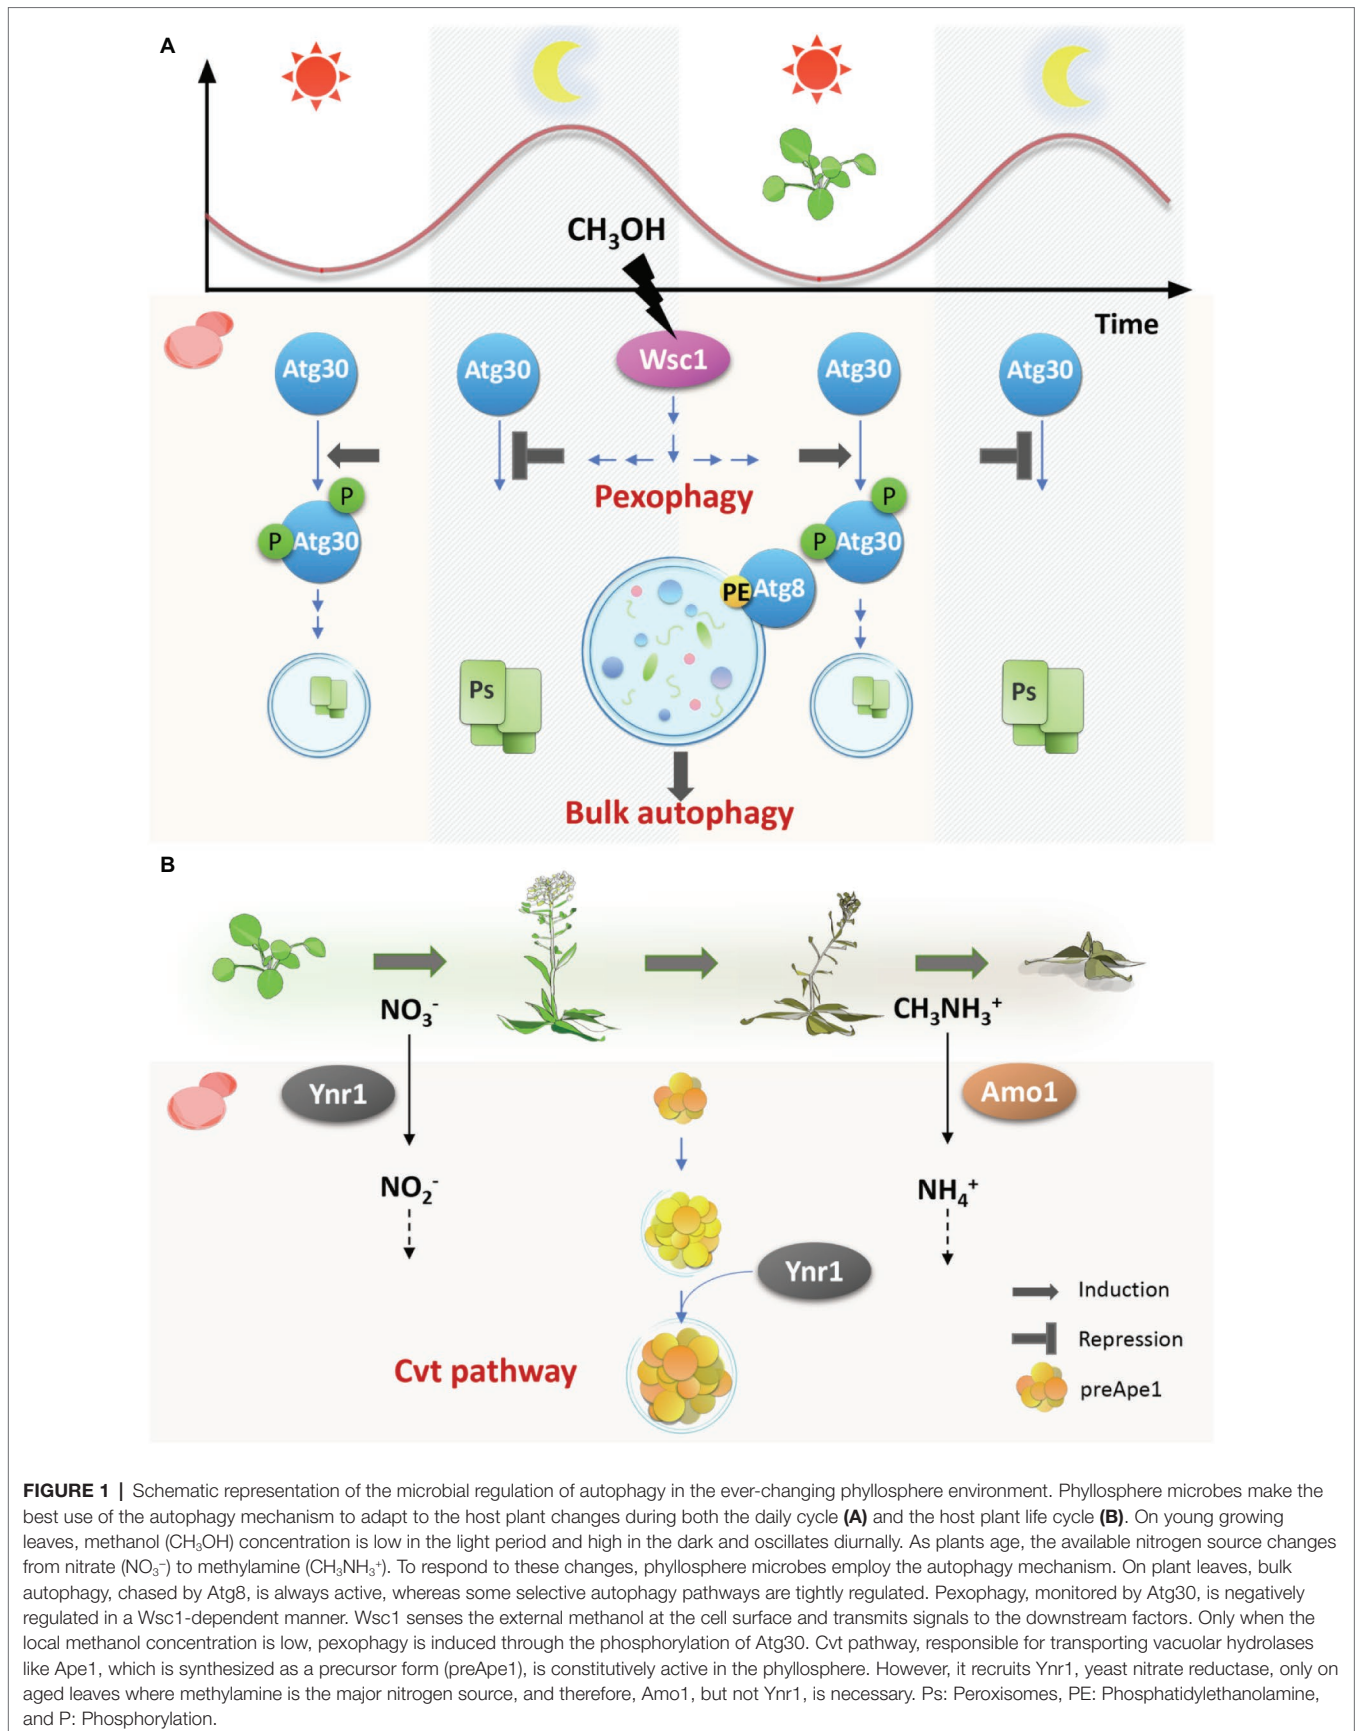 A
CH₃OH
Time
Atg30
Atg30
Wsc1
Atg30
Atg30
Pexophagy
P
P
Atg30
P
P
Atg30
PE
Atg8
Ps
Ps
Bulk autophagy
B
NO₃⁻
CH₃NH₃⁺
Ynr1
Amo1
NO₂⁻
NH₄⁺
Ynr1
Induction
Repression
Cvt pathway
preApe1
FIGURE 1 | Schematic representation of the microbial regulation of autophagy in the ever-changing phyllosphere environment. Phyllosphere microbes make the
best use of the autophagy mechanism to adapt to the host plant changes during both the daily cycle (A) and the host plant life cycle (B). On young growing
leaves, methanol (CH₃OH) concentration is low in the light period and high in the dark and oscillates diurnally. As plants age, the available nitrogen source changes
from nitrate (NO₃⁻) to methylamine (CH₃NH₃⁺). To respond to these changes, phyllosphere microbes employ the autophagy mechanism. On plant leaves, bulk
autophagy, chased by Atg8, is always active, whereas some selective autophagy pathways are tightly regulated. Pexophagy, monitored by Atg30, is negatively
regulated in a Wsc1-dependent manner. Wsc1 senses the external methanol at the cell surface and transmits signals to the downstream factors. Only when the
local methanol concentration is low, pexophagy is induced through the phosphorylation of Atg30. Cvt pathway, responsible for transporting vacuolar hydrolases
like Ape1, which is synthesized as a precursor form (preApe1), is constitutively active in the phyllosphere. However, it recruits Ynr1, yeast nitrate reductase, only on
aged leaves where methylamine is the major nitrogen source, and therefore, Amo1, but not Ynr1, is necessary. Ps: Peroxisomes, PE: Phosphatidylethanolamine,
and P: Phosphorylation.